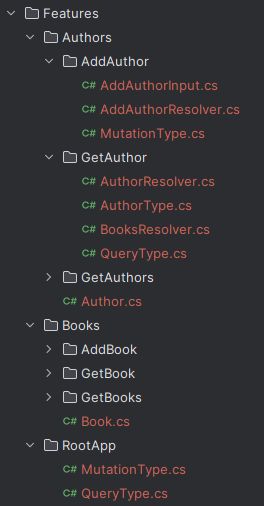 Features
Authors
AddAuthor
C# AddAuthorInput.cs
C# AddAuthorResolver.cs
C# MutationType.cs
GetAuthor
C# AuthorResolver.cs
C# AuthorType.cs
C# BooksResolver.cs
C# QueryType.cs
GetAuthors
C# Author.cs
Books
AddBook
GetBook
GetBooks
C# Book.cs
RootApp
C# MutationType.cs
C# QueryType.cs